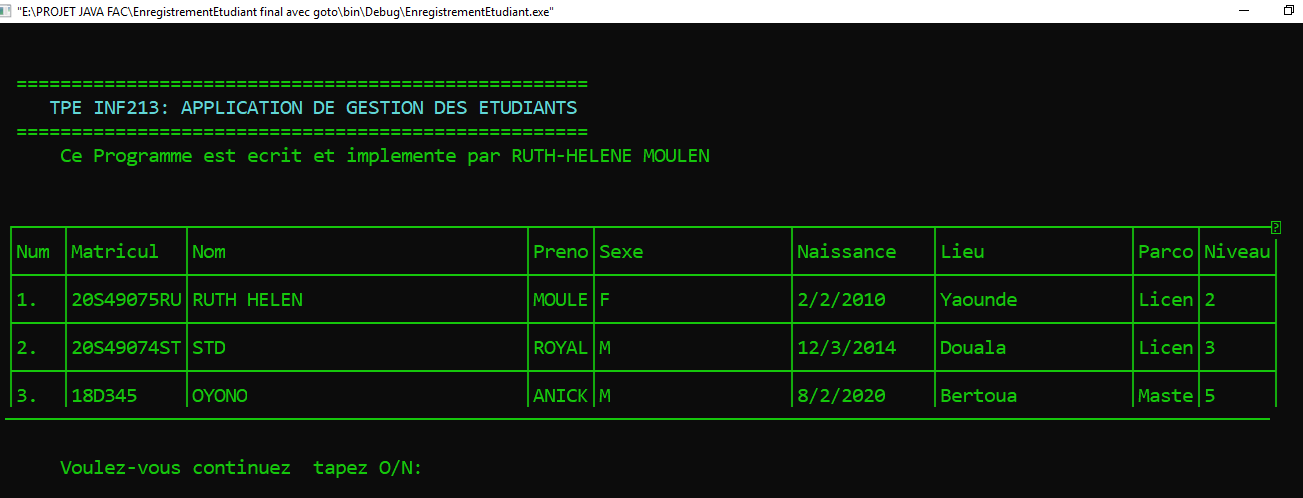 "E:\PROJET JAVA FAC\EnregistrementEtudiant final avec goto\bin\Debug\EnregistrementEtudiant.exe"
====================================================
TPE INF213: APPLICATION DE GESTION DES ETUDIANTS
====================================================
Ce Programme est ecrit et implemente par RUTH-HELENE MOULEN
Num Matricul Nom Preno Sexe Naissance Lieu Parco Niveau
1. 20S49075RU RUTH HELEN MOULE F 2/2/2010 Yaounde Licen 2
2. 20S49074ST STD ROYAL M 12/3/2014 Douala Licen 3
3. 18D345 OYONO ANICK M 8/2/2020 Bertoua Maste 5
Voulez-vous continuez  tapez O/N: